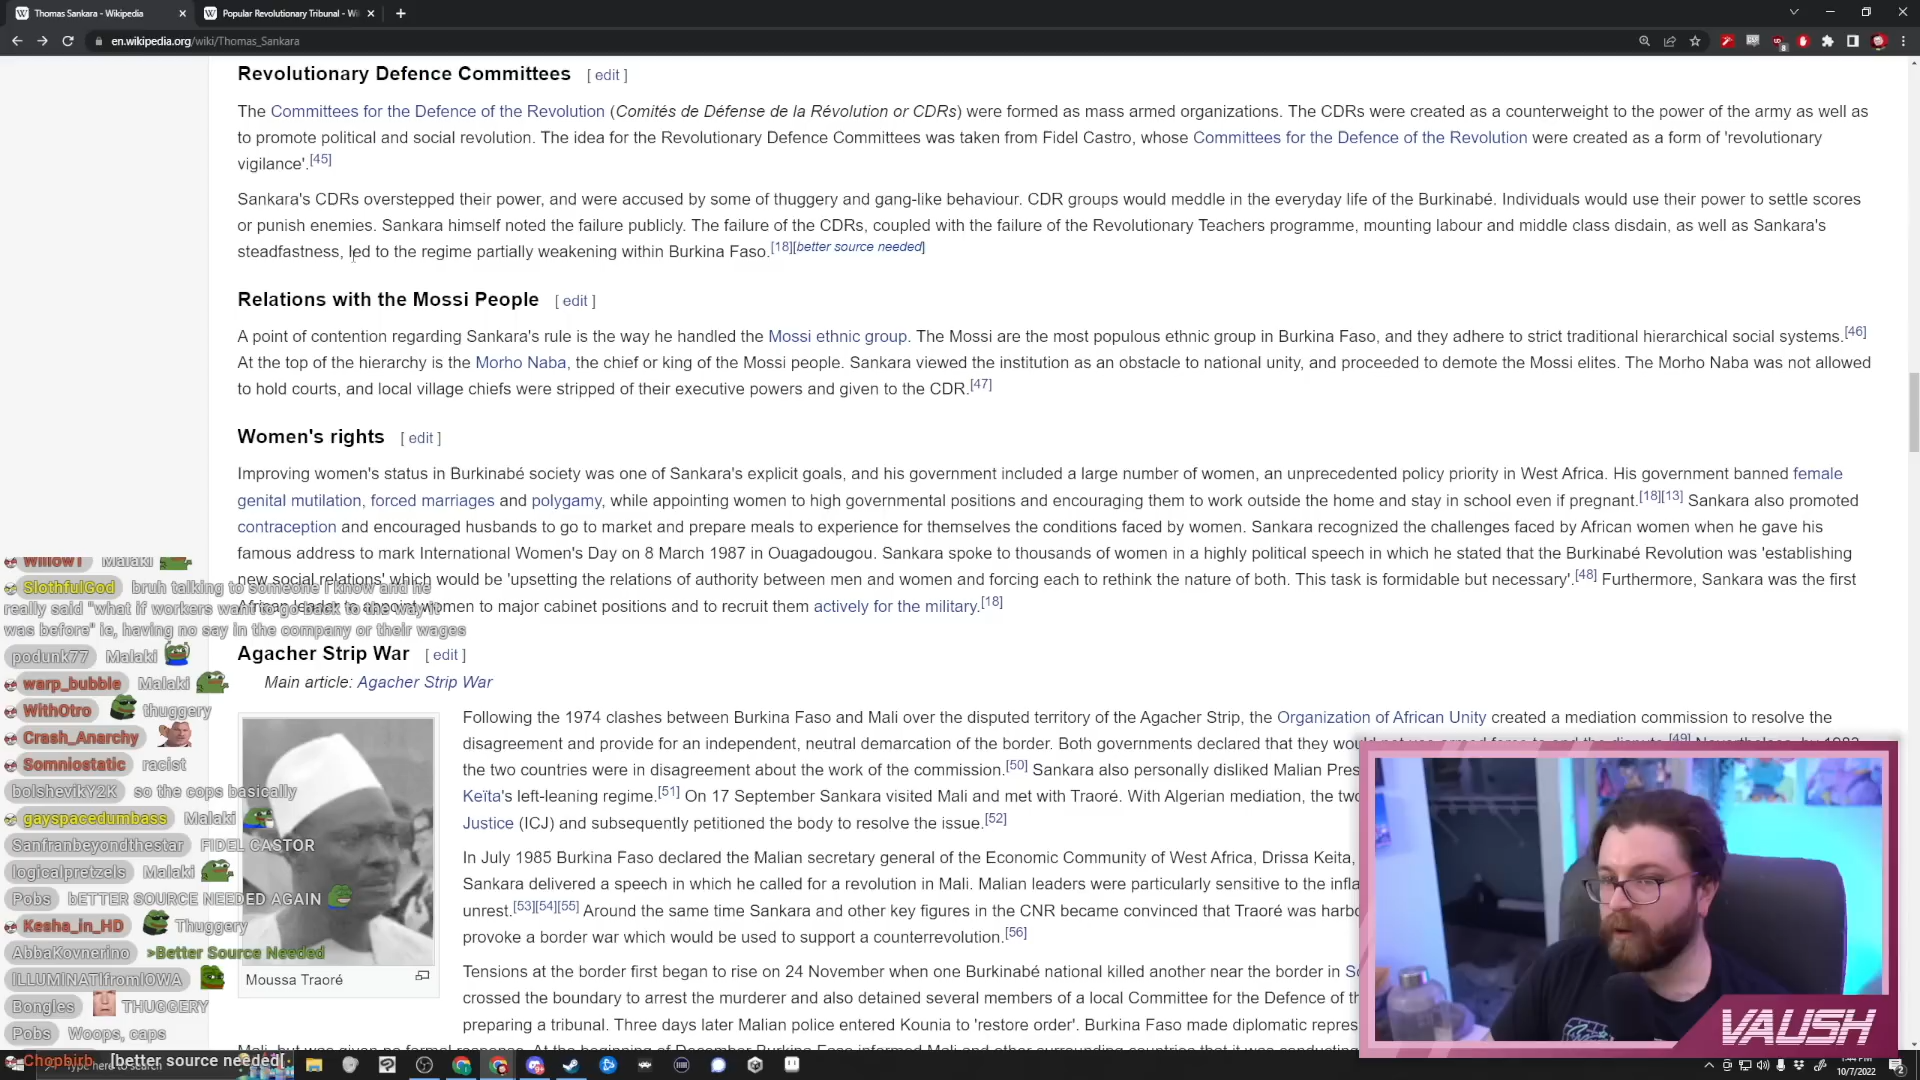 Thomas Sankara - Wikipedia
Popular Revolutionary Tribunal - Wi
en.wikipedia.org/wiki/Thomas_Sankara
Revolutionary Defence Committees [ edit ]
The Committees for the Defence of the Revolution (Comités de Défense de la Révolution or CDRs) were formed as mass armed organizations. The CDRs were created as a counterweight to the power of the army as well as
to promote political and social revolution. The idea for the Revolutionary Defence Committees was taken from Fidel Castro, whose Committees for the Defence of the Revolution were created as a form of 'revolutionary
vigilance'.[45]
Sankara's CDRs overstepped their power, and were accused by some of thuggery and gang-like behaviour. CDR groups would meddle in the everyday life of the Burkinabé. Individuals would use their power to settle scores
or punish enemies. Sankara himself noted the failure publicly. The failure of the CDRs, coupled with the failure of the Revolutionary Teachers programme, mounting labour and middle class disdain, as well as Sankara's
steadfastness, led to the regime partially weakening within Burkina Faso.[18][better source needed]
Relations with the Mossi People [ edit ]
A point of contention regarding Sankara's rule is the way he handled the Mossi ethnic group. The Mossi are the most populous ethnic group in Burkina Faso, and they adhere to strict traditional hierarchical social systems.[46]
At the top of the hierarchy is the Morho Naba, the chief or king of the Mossi people. Sankara viewed the institution as an obstacle to national unity, and proceeded to demote the Mossi elites. The Morho Naba was not allowed
to hold courts, and local village chiefs were stripped of their executive powers and given to the CDR.[47]
Women's rights [ edit ]
Improving women's status in Burkinabé society was one of Sankara's explicit goals, and his government included a large number of women, an unprecedented policy priority in West Africa. His government banned female
genital mutilation, forced marriages and polygamy, while appointing women to high governmental positions and encouraging them to work outside the home and stay in school even if pregnant.[18][13] Sankara also promoted
contraception and encouraged husbands to go to market and prepare meals to experience for themselves the conditions faced by women. Sankara recognized the challenges faced by African women when he gave his
famous address to mark International Women's Day on 8 March 1987 in Ouagadougou. Sankara spoke to thousands of women in a highly political speech in which he stated that the Burkinabé Revolution was 'establishing
new social relations' which would be 'upsetting the relations of authority between men and women and forcing each to rethink the nature of both. This task is formidable but necessary'.[48] Furthermore, Sankara was the first
African leader to appoint women to major cabinet positions and to recruit them actively for the military.[18]
Agacher Strip War [ edit ]
Main article: Agacher Strip War
Following the 1974 clashes between Burkina Faso and Mali over the disputed territory of the Agacher Strip, the Organization of African Unity created a mediation commission to resolve the
disagreement and provide for an independent, neutral demarcation of the border. Both governments declared that they would not use armed force to end the dispute.[49] Nevertheless, by 1983
the two countries were in disagreement about the work of the commission.[50] Sankara also personally disliked Malian Pres
Keïta's left-leaning regime.[51] On 17 September Sankara visited Mali and met with Traoré. With Algerian mediation, the two
Justice (ICJ) and subsequently petitioned the body to resolve the issue.[52]
In July 1985 Burkina Faso declared the Malian secretary general of the Economic Community of West Africa, Drissa Keita,
Sankara delivered a speech in which he called for a revolution in Mali. Malian leaders were particularly sensitive to the infla
unrest.[53][54][55] Around the same time Sankara and other key figures in the CNR became convinced that Traoré was harbo
provoke a border war which would be used to support a counterrevolution.[56]
Tensions at the border first began to rise on 24 November when one Burkinabé national killed another near the border in So
crossed the boundary to arrest the murderer and also detained several members of a local Committee for the Defence of th
preparing a tribunal. Three days later Malian police entered Kounia to 'restore order'. Burkina Faso made diplomatic repres
Mali, but was given no formal response. At the beginning of December Burkina Faso informed Mali and other surrounding countries that it was conducting
Moussa Traoré
Willow1 Malaki
SlothfulGod bruh talking to someone I know and he
really said "what if workers want to go back to the way it
was before" ie, having no say in the company or their wages
podunk77 Malaki
warp_bubble Malaki
WithOtro thuggery
Crash_Anarchy
Somniostatic racist
bolshevikY2K so the cops basically
gayspacedumbass Malaki
Sanfranbeyondthestar FIDEL CASTOR
logicalpretzels Malaki
Pobs bETTER SOURCE NEEDED AGAIN
Kesha_in_HD Thuggery
AbbaKovnerino >Better Source Needed
ILLUMINATIfromIOWA
Bongles THUGGERY
Pobs Woops, caps
Chopbirb [better source needed[
Type here to search
VAUSH
1:44 PM
10/7/2022